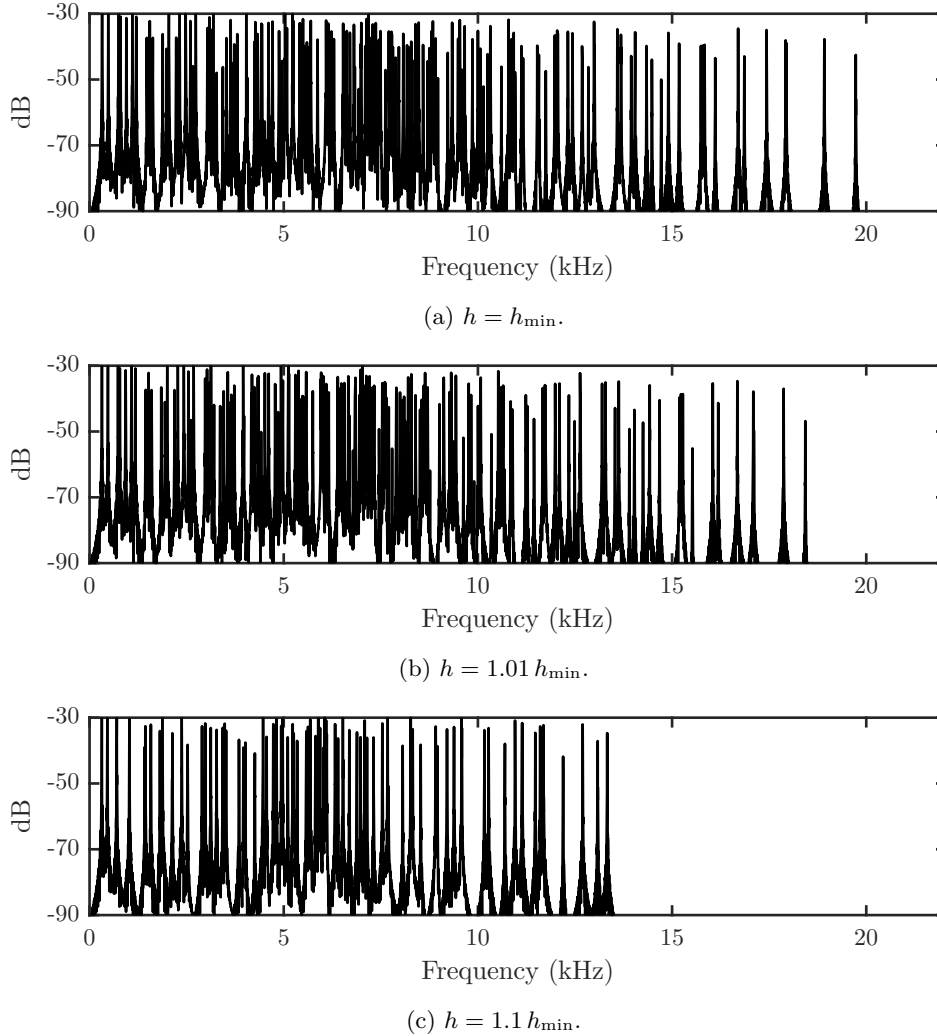 -30
-50
-70
-90
dB
0 5 10 15 20
Frequency (kHz)
(a) h = h_min.
-30
-50
-70
-90
dB
0 5 10 15 20
Frequency (kHz)
(b) h = 1.01 h_min.
-30
-50
-70
-90
dB
0 5 10 15 20
Frequency (kHz)
(c) h = 1.1 h_min.